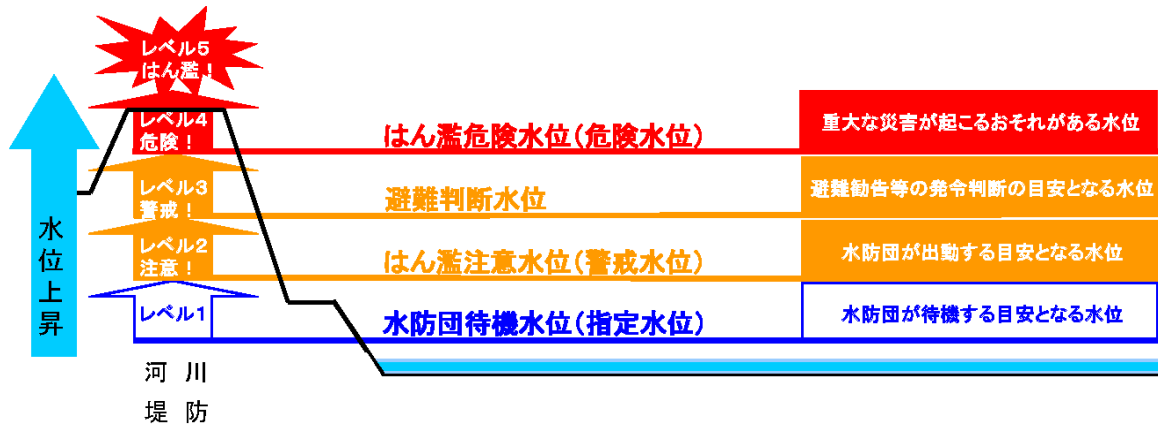 レベル5
はん濫！
レベル4
危険！
はん濫危険水位(危険水位)
重大な災害が起こるおそれがある水位
レベル3
警戒！
避難判断水位
避難勧告等の発令判断の目安となる水位
レベル2
注意！
はん濫注意水位(警戒水位)
水防団が出動する目安となる水位
レベル1
水防団待機水位(指定水位)
水防団が待機する目安となる水位
水位上昇
河川
堤防